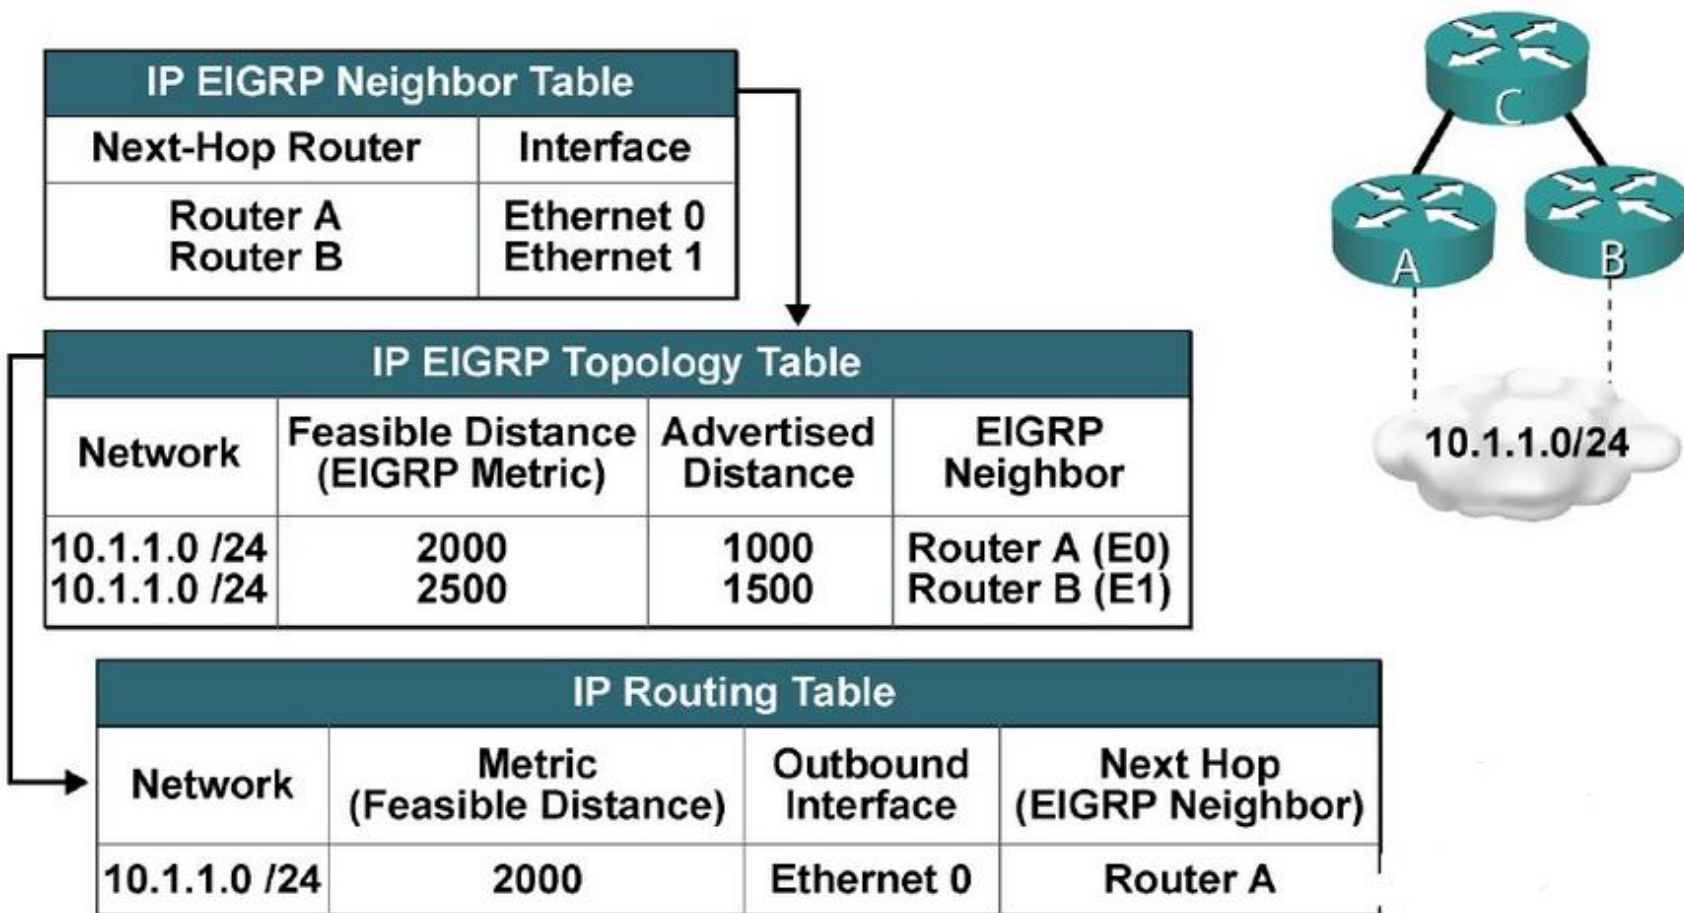 IP EIGRP Neighbor Table
Next-Hop Router Interface
Router A Ethernet 0
Router B Ethernet 1
IP EIGRP Topology Table
Network Feasible Distance (EIGRP Metric) Advertised Distance EIGRP Neighbor
10.1.1.0 /24 2000 1000 Router A (E0)
10.1.1.0 /24 2500 1500 Router B (E1)
IP Routing Table
Network Metric (Feasible Distance) Outbound Interface Next Hop (EIGRP Neighbor)
10.1.1.0 /24 2000 Ethernet 0 Router A
C
A B
10.1.1.0/24